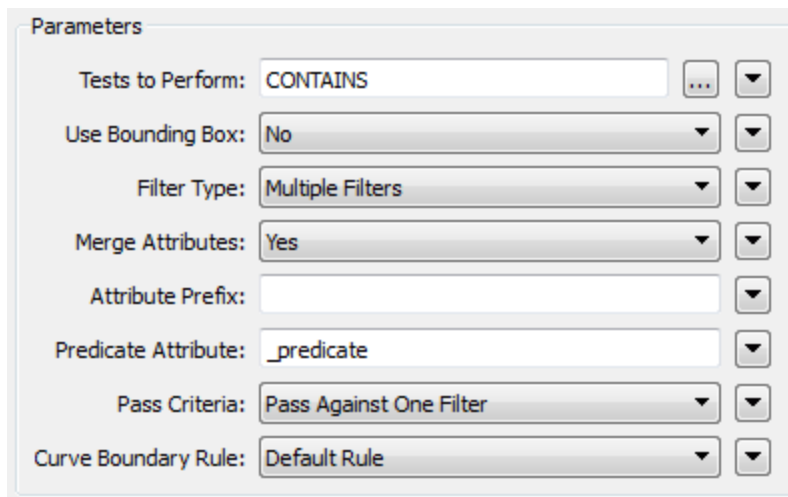 Parameters
Tests to Perform: CONTAINS ...
Use Bounding Box: No
Filter Type: Multiple Filters
Merge Attributes: Yes
Attribute Prefix:
Predicate Attribute: _predicate
Pass Criteria: Pass Against One Filter
Curve Boundary Rule: Default Rule